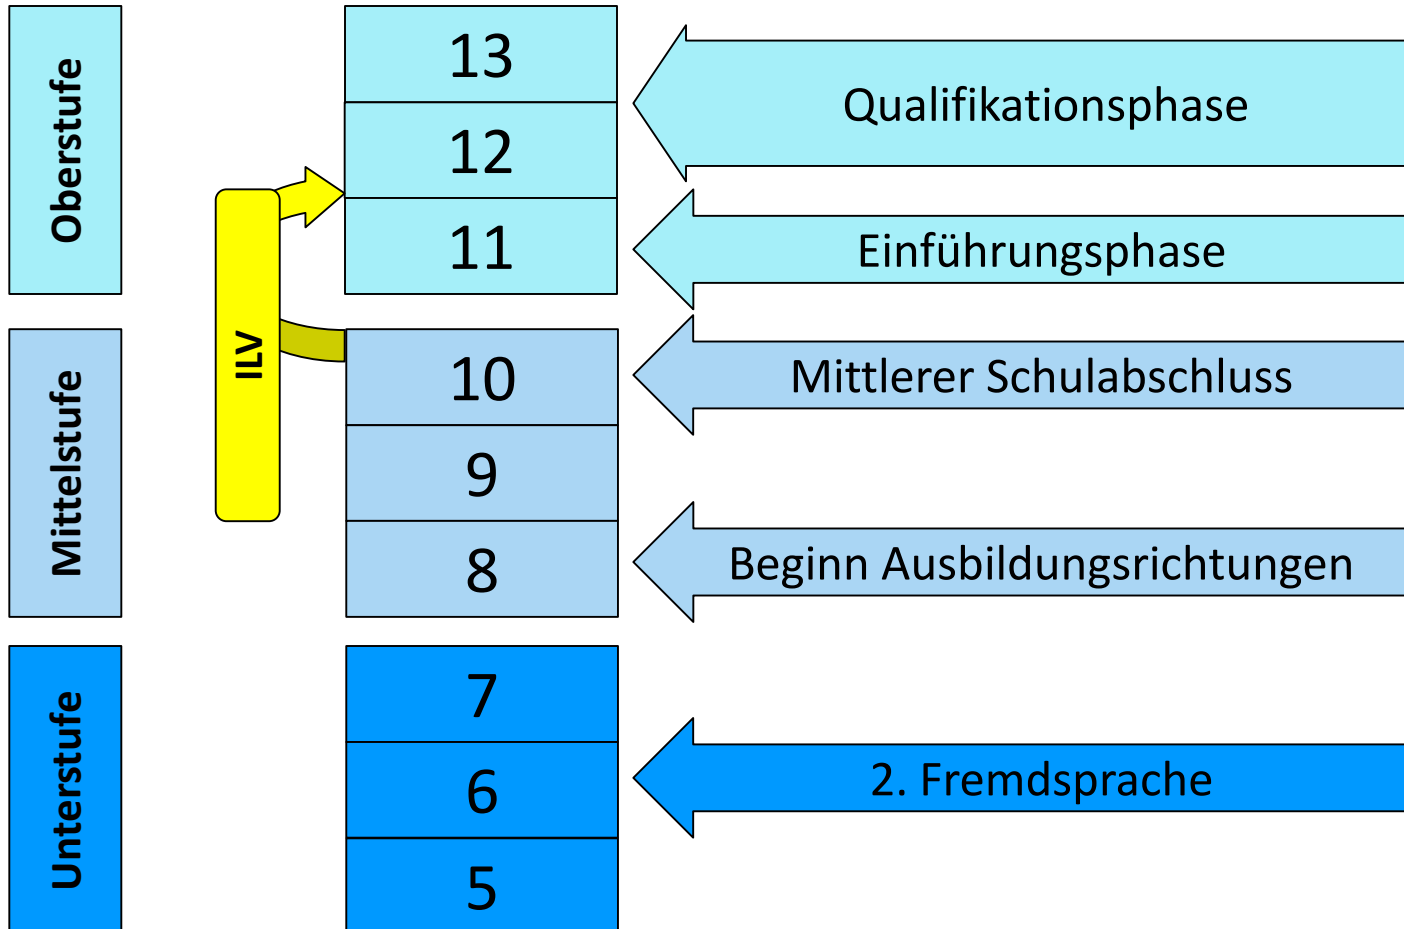 Oberstufe
13
12
11
Qualifikationsphase
Einführungsphase
ILV
Mittelstufe
10
9
8
Mittlerer Schulabschluss
Beginn Ausbildungsrichtungen
Unterstufe
7
6
5
2. Fremdsprache